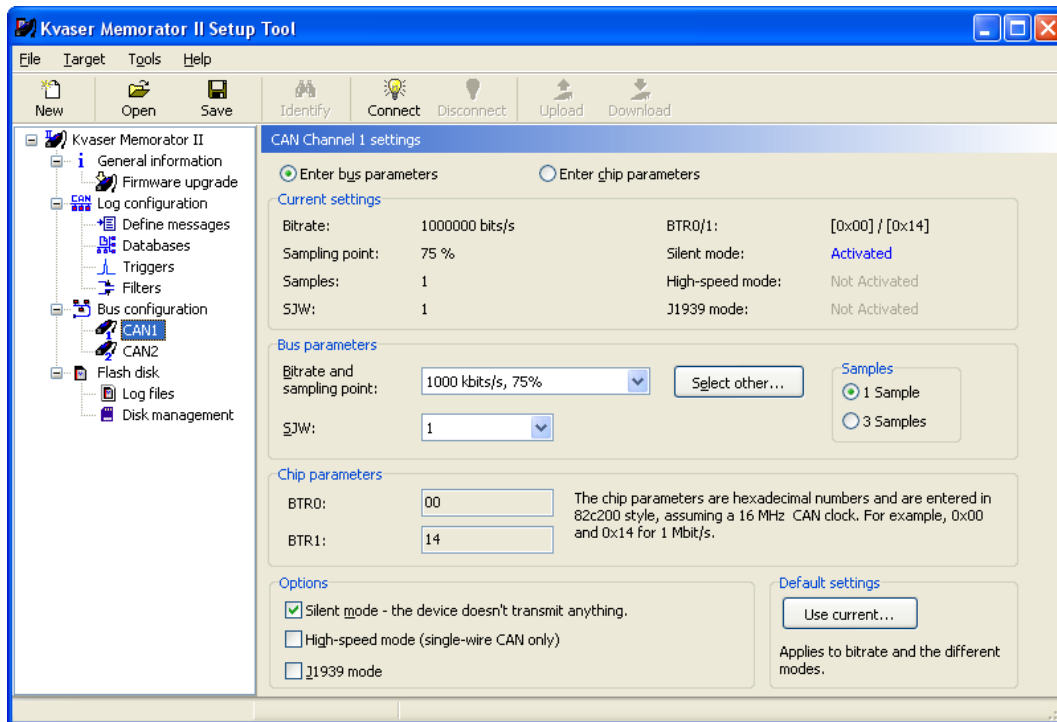 Kvaser Memorator II Setup Tool
File Target Tools Help
New Open Save Identify Connect Disconnect Upload Download
Kvaser Memorator II
i General information
Firmware upgrade
CAN Log configuration
Define messages
Databases
Triggers
Filters
Bus configuration
1 CAN1
2 CAN2
Flash disk
Log files
Disk management
CAN Channel 1 settings
Enter bus parameters Enter chip parameters
Current settings
Bitrate: 1000000 bits/s BTR0/1: [0x00] / [0x14]
Sampling point: 75 % Silent mode: Activated
Samples: 1 High-speed mode: Not Activated
SJW: 1 J1939 mode: Not Activated
Bus parameters
Bitrate and
sampling point: 1000 kbits/s, 75% Select other...
Samples
1 Sample
3 Samples
SJW: 1
Chip parameters
BTR0: 00
BTR1: 14
The chip parameters are hexadecimal numbers and are entered in
82c200 style, assuming a 16 MHz CAN clock. For example, 0x00
and 0x14 for 1 Mbit/s.
Options
Silent mode - the device doesn't transmit anything.
High-speed mode (single-wire CAN only)
J1939 mode
Default settings
Use current...
Applies to bitrate and the different
modes.